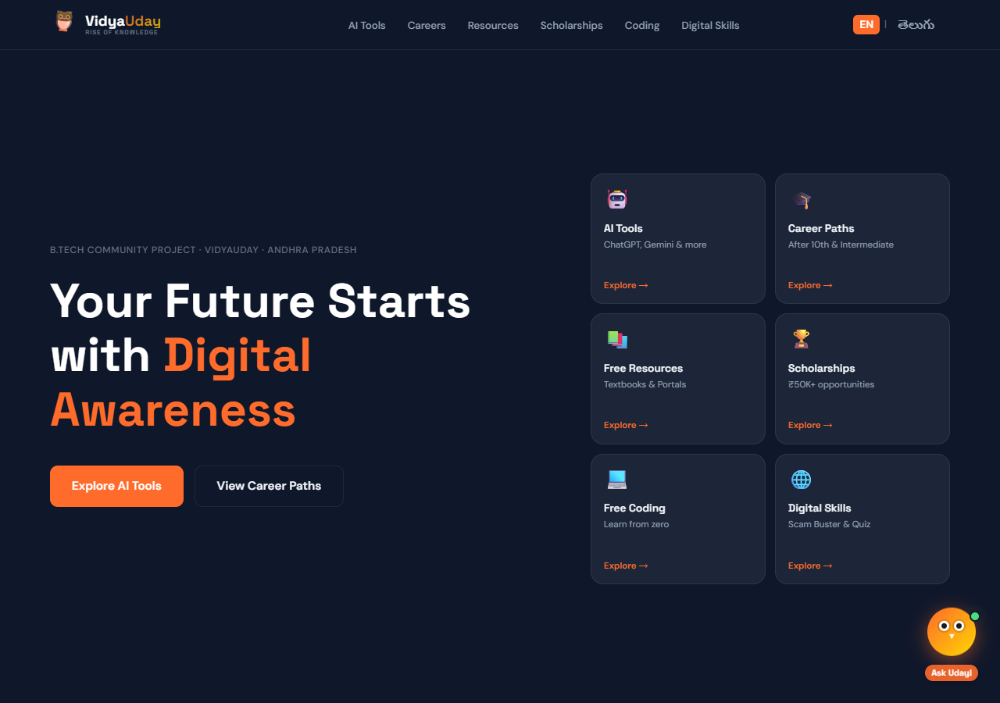 VidyaUday
RISE OF KNOWLEDGE
AI Tools
Careers
Resources
Scholarships
Coding
Digital Skills
EN | తెలుగు
B.TECH COMMUNITY PROJECT · VIDYAUDAY · ANDHRA PRADESH
Your Future Starts
with Digital
Awareness
Explore AI Tools
View Career Paths
AI Tools
ChatGPT, Gemini & more
Explore →
Career Paths
After 10th & Intermediate
Explore →
Free Resources
Textbooks & Portals
Explore →
Scholarships
₹50K+ opportunities
Explore →
Free Coding
Learn from zero
Explore →
Digital Skills
Scam Buster & Quiz
Explore →
Ask Uday!